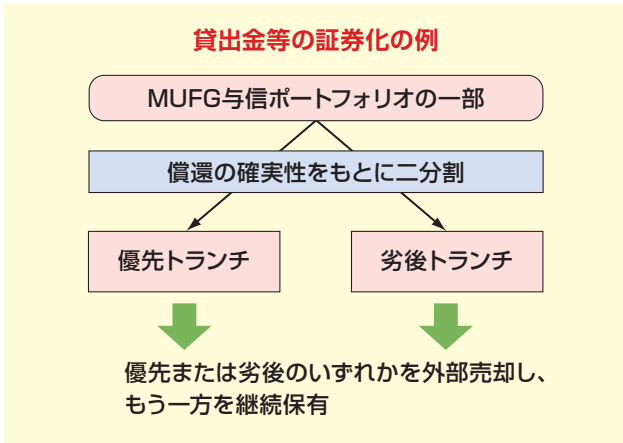 貸出金等の証券化の例
MUFG与信ポートフォリオの一部
償還の確実性をもとに二分割
優先トランチ
劣後トランチ
優先または劣後のいずれかを外部売却し、
もう一方を継続保有